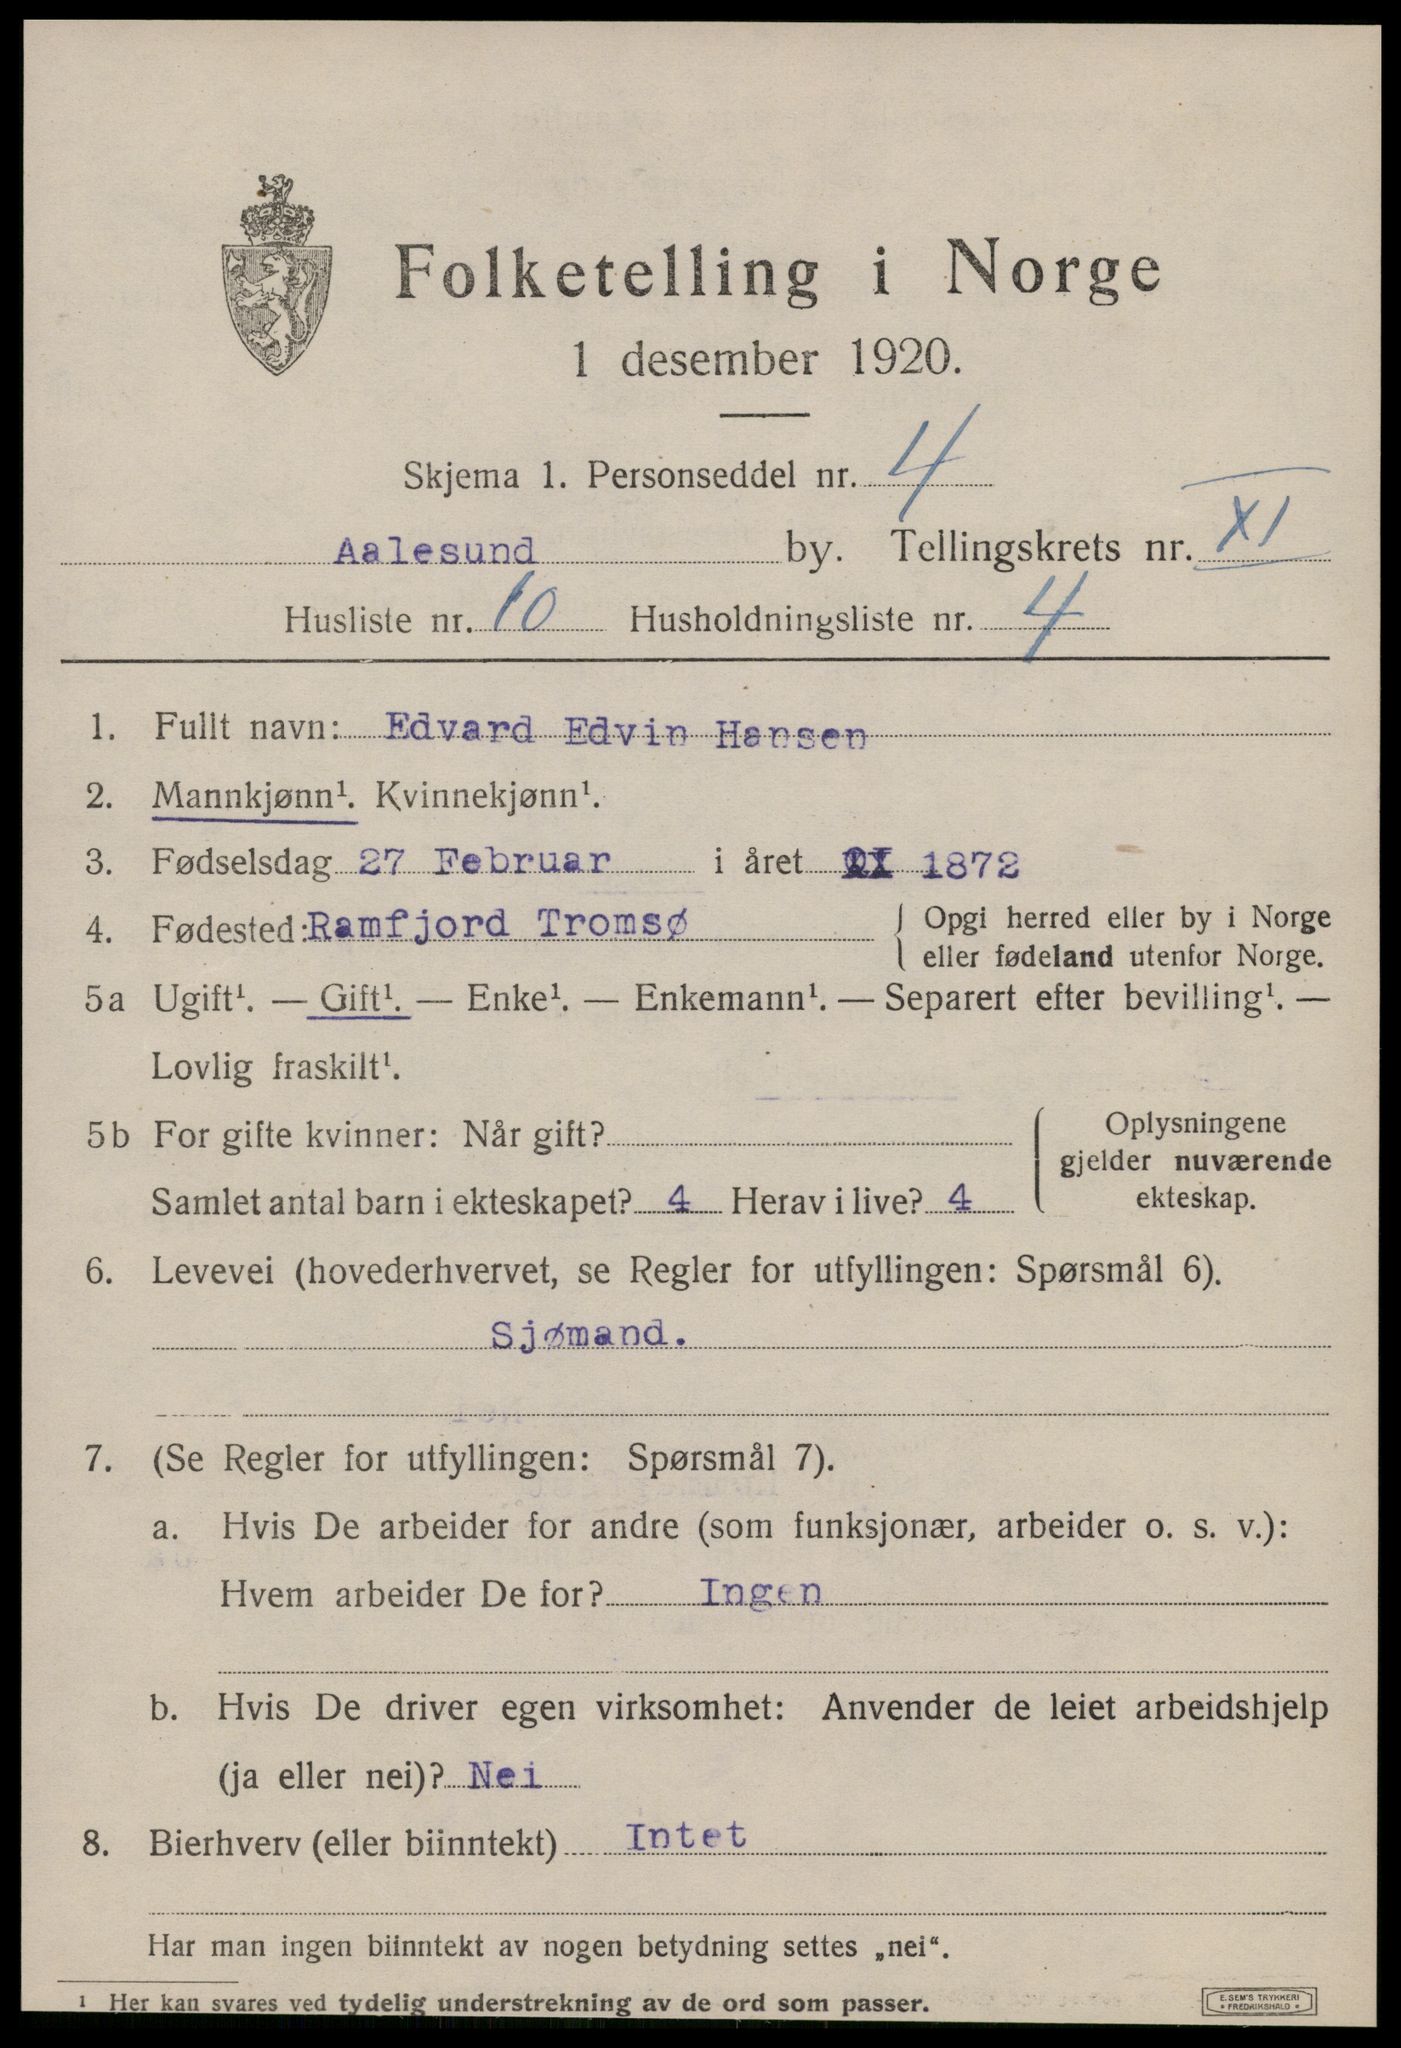 Folketelling i Norge
1 desember 1920.
Skjema 1. Personseddel nr. 4
Aalesund by. Tellingskrets nr. XI
Husliste nr. 10 Husholdningsliste nr. 4
1. Fullt navn: Edvard Edvin Hansen
2. Mannkjønn¹. Kvinnekjønn¹.
3. Fødselsdag 27 Februar i året 1872
4. Fødested: Ramfjord Tromsø { Opgi herred eller by i Norge
eller fødeland utenfor Norge.
5a Ugift¹. — Gift¹. — Enke¹. — Enkemann¹. — Separert efter bevilling¹. —
Lovlig fraskilt¹.
5b For gifte kvinner: Når gift?
Samlet antal barn i ekteskapet? 4 Herav i live? 4
{ Oplysningene
gjelder nuværende
ekteskap.
6. Levevei (hovederhvervet, se Regler for utfyllingen: Spørsmål 6).
Sjømand.
7. (Se Regler for utfyllingen: Spørsmål 7).
a. Hvis De arbeider for andre (som funksjonær, arbeider o. s. v.):
Hvem arbeider De for? Ingen
b. Hvis De driver egen virksomhet: Anvender de leiet arbeidshjelp
(ja eller nei)? Nei
8. Bierhverv (eller biinntekt) Intet
Har man ingen biinntekt av nogen betydning settes „nei“.
¹ Her kan svares ved tydelig understrekning av de ord som passer.
E. SEM'S TRYKKERI
• FREDRIKSHALD •